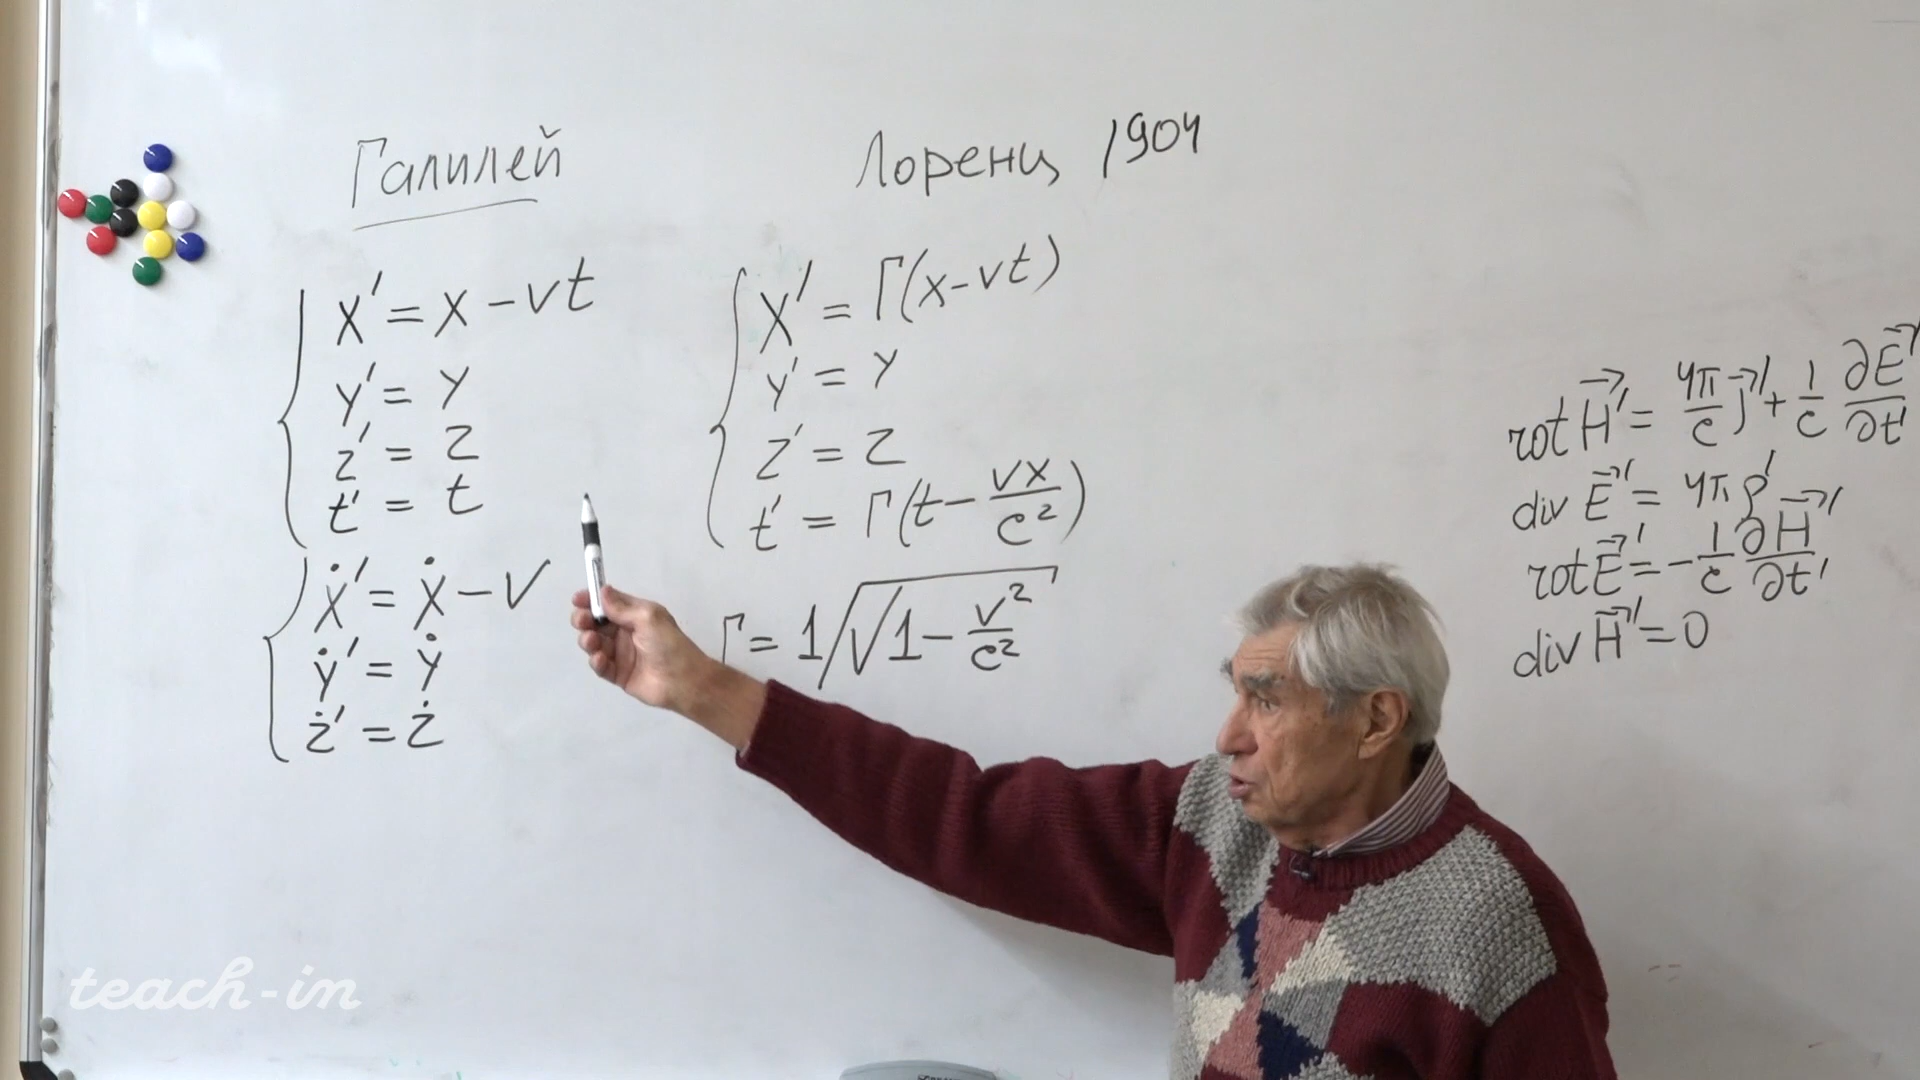 Галилей
x' = x - vt
y' = y
z' = z
t' = t
ẋ' = ẋ - v
ẏ' = ẏ
ż' = ż
Лоренц 1904
x' = Γ(x - vt)
y' = y
z' = z
t' = Γ(t - vx/c²)
Γ = 1/√(1 - v²/c²)
rot H⃗' = 4π/c j⃗' + 1/c ∂E⃗'/∂t'
div E⃗' = 4πρ'
rot E⃗' = - 1/c ∂H⃗'/∂t'
div H⃗' = 0
teach-in